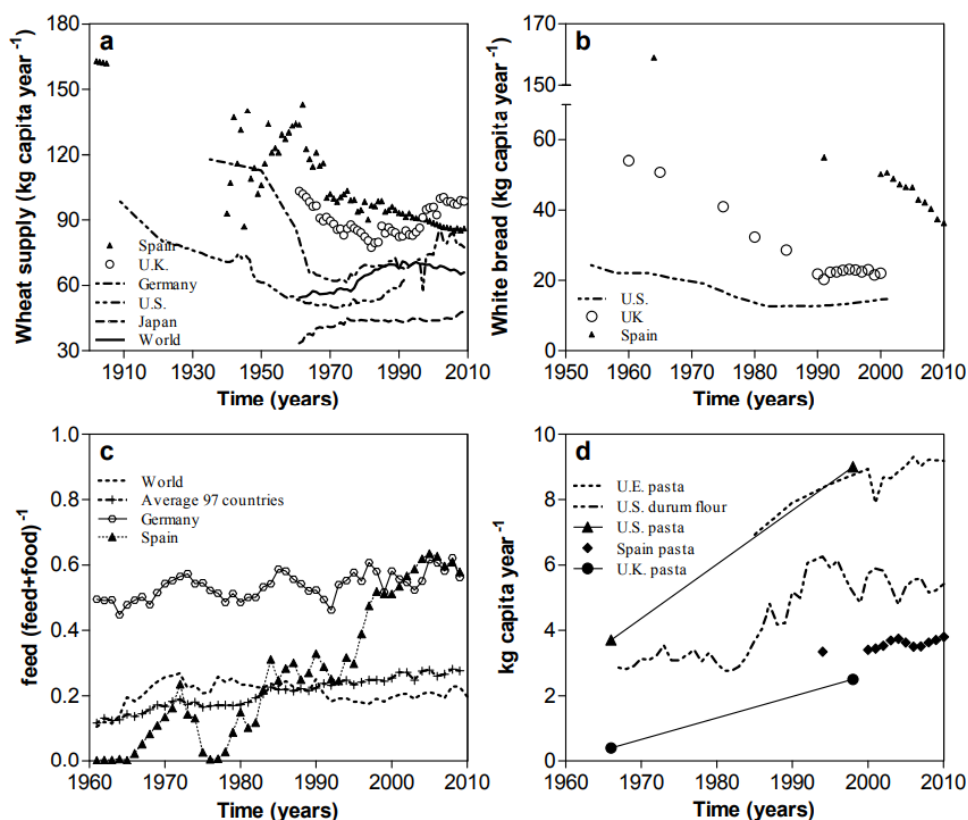 a
Wheat supply (kg capita year -1)
180
150
120
90
60
30
Spain
U.K.
Germany
U.S.
Japan
World
1910 1930 1950 1970 1990 2010
Time (years)
b
White bread (kg capita year -1)
170
150
60
40
20
0
U.S.
UK
Spain
1950 1960 1970 1980 1990 2000 2010
Time (years)
c
feed (feed+food)-1
1.0
0.8
0.6
0.4
0.2
0.0
World
Average 97 countries
Germany
Spain
1960 1970 1980 1990 2000 2010
Time (years)
d
kg capita year-1
10
8
6
4
2
0
U.E. pasta
U.S. durum flour
U.S. pasta
Spain pasta
U.K. pasta
1960 1970 1980 1990 2000 2010
Time (years)